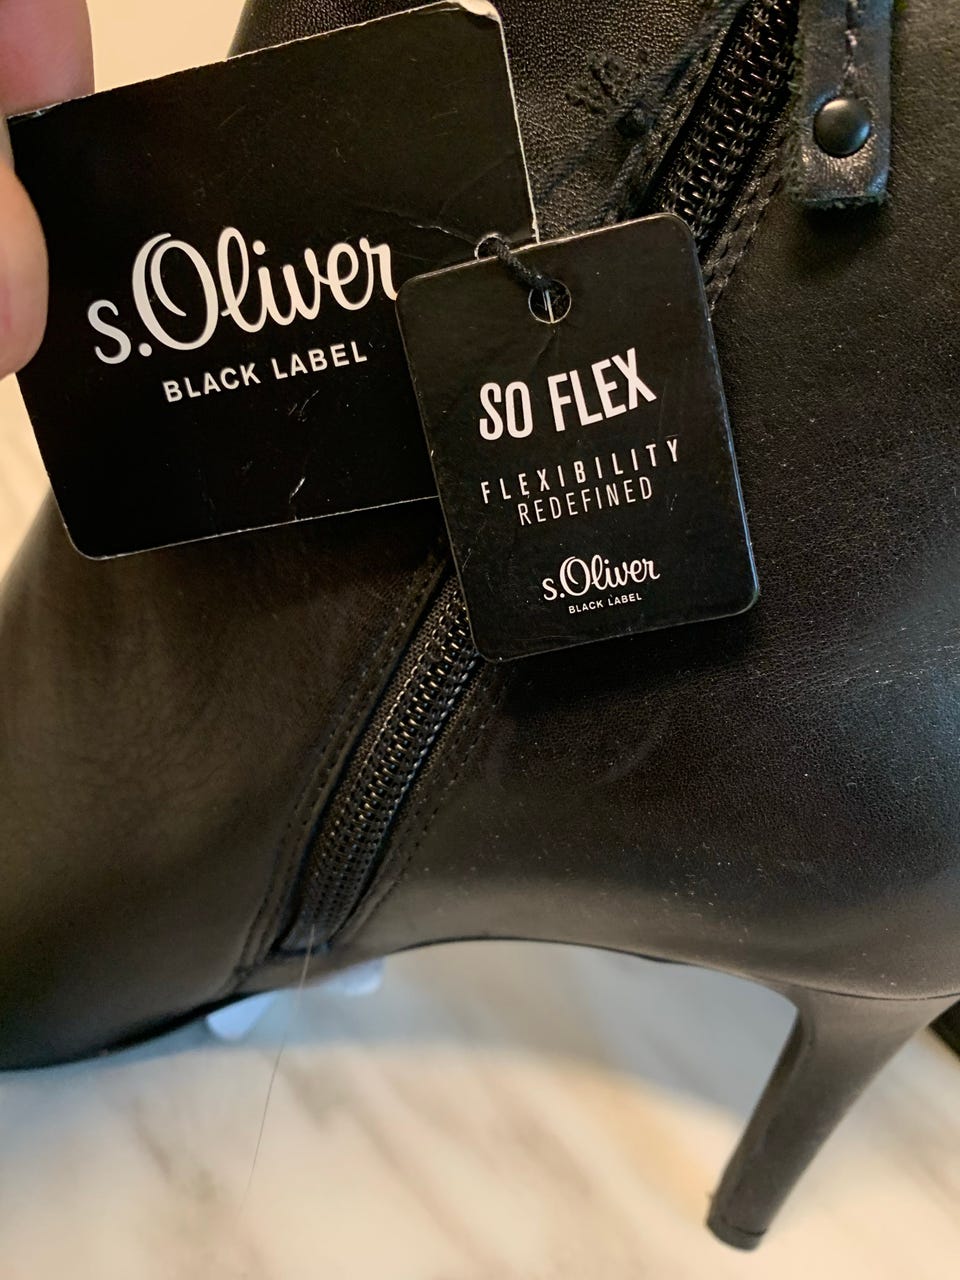 s.Oliver
BLACK LABEL
SO FLEX
FLEXIBILITY
REDEFINED
s.Oliver
BLACK LABEL